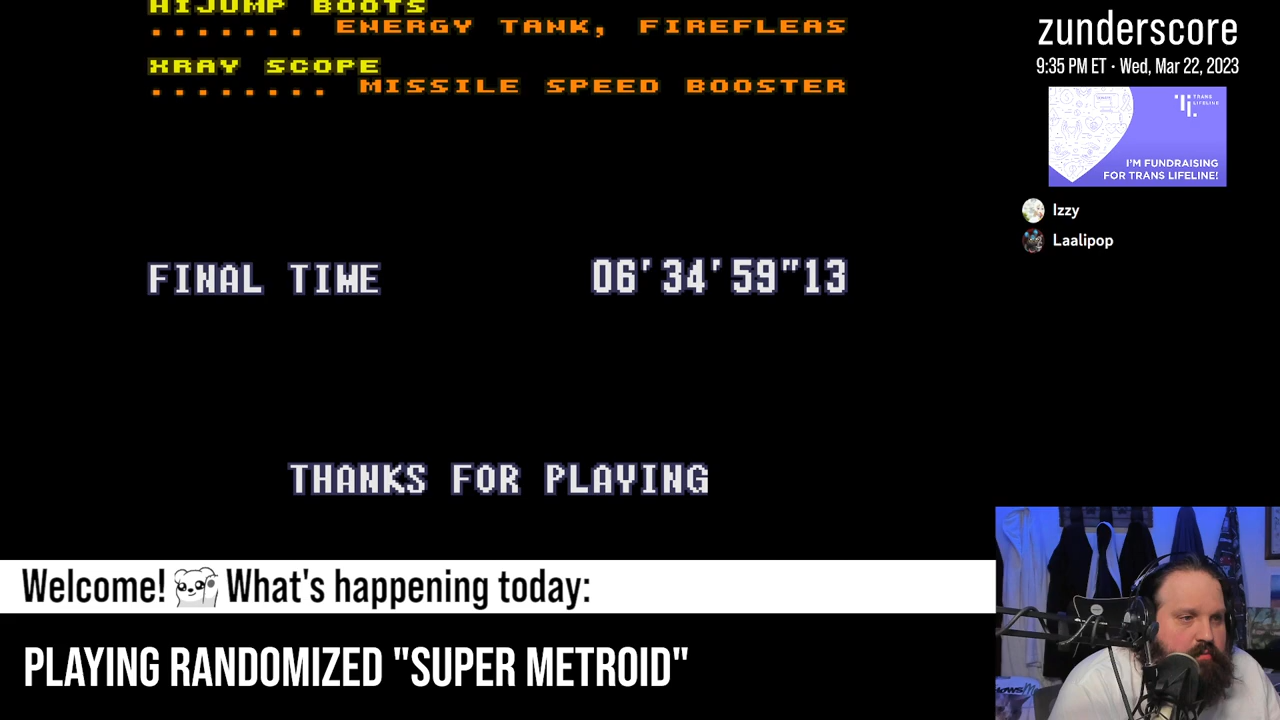 HIJUMP BOOTS
....... ENERGY TANK, FIREFLEAS
XRAY SCOPE
........ MISSILE SPEED BOOSTER
FINAL TIME 06'34'59"13
THANKS FOR PLAYING
zunderscore
9:35 PM ET · Wed, Mar 22, 2023
TRANS
LIFELINE
I'M FUNDRAISING
FOR TRANS LIFELINE!
Izzy
Laalipop
Welcome! What's happening today:
PLAYING RANDOMIZED "SUPER METROID"